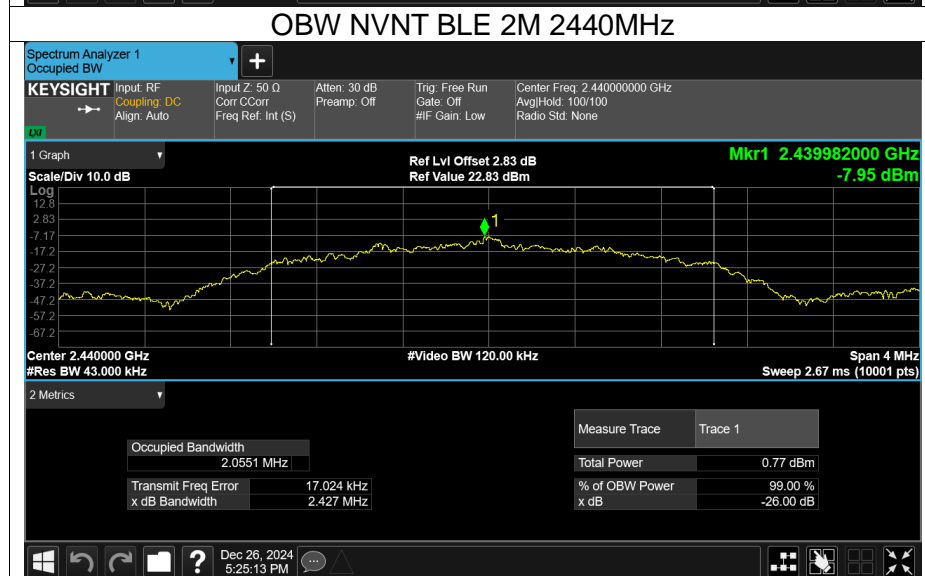 OBW NVNT BLE 2M 2440MHz
Spectrum Analyzer 1
Occupied BW
+
KEYSIGHT Input: RF Input Z: 50 Ω Atten: 30 dB Trig: Free Run Center Freq: 2.440000000 GHz
Coupling: DC Corr CCorr Preamp: Off Gate: Off Avg|Hold: 100/100
Align: Auto Freq Ref: Int (S) #IF Gain: Low Radio Std: None
LXI
1 Graph Ref Lvl Offset 2.83 dB Mkr1 2.439982000 GHz
Scale/Div 10.0 dB Ref Value 22.83 dBm -7.95 dBm
Log
12.8
2.83
-7.17
1
-17.2
-27.2
-37.2
-47.2
-57.2
-67.2
Center 2.440000 GHz #Video BW 120.00 kHz Span 4 MHz
#Res BW 43.000 kHz Sweep 2.67 ms (10001 pts)
2 Metrics
Measure Trace Trace 1
Occupied Bandwidth
2.0551 MHz Total Power 0.77 dBm
Transmit Freq Error 17.024 kHz % of OBW Power 99.00 %
x dB Bandwidth 2.427 MHz x dB -26.00 dB
? Dec 26, 2024
5:25:13 PM